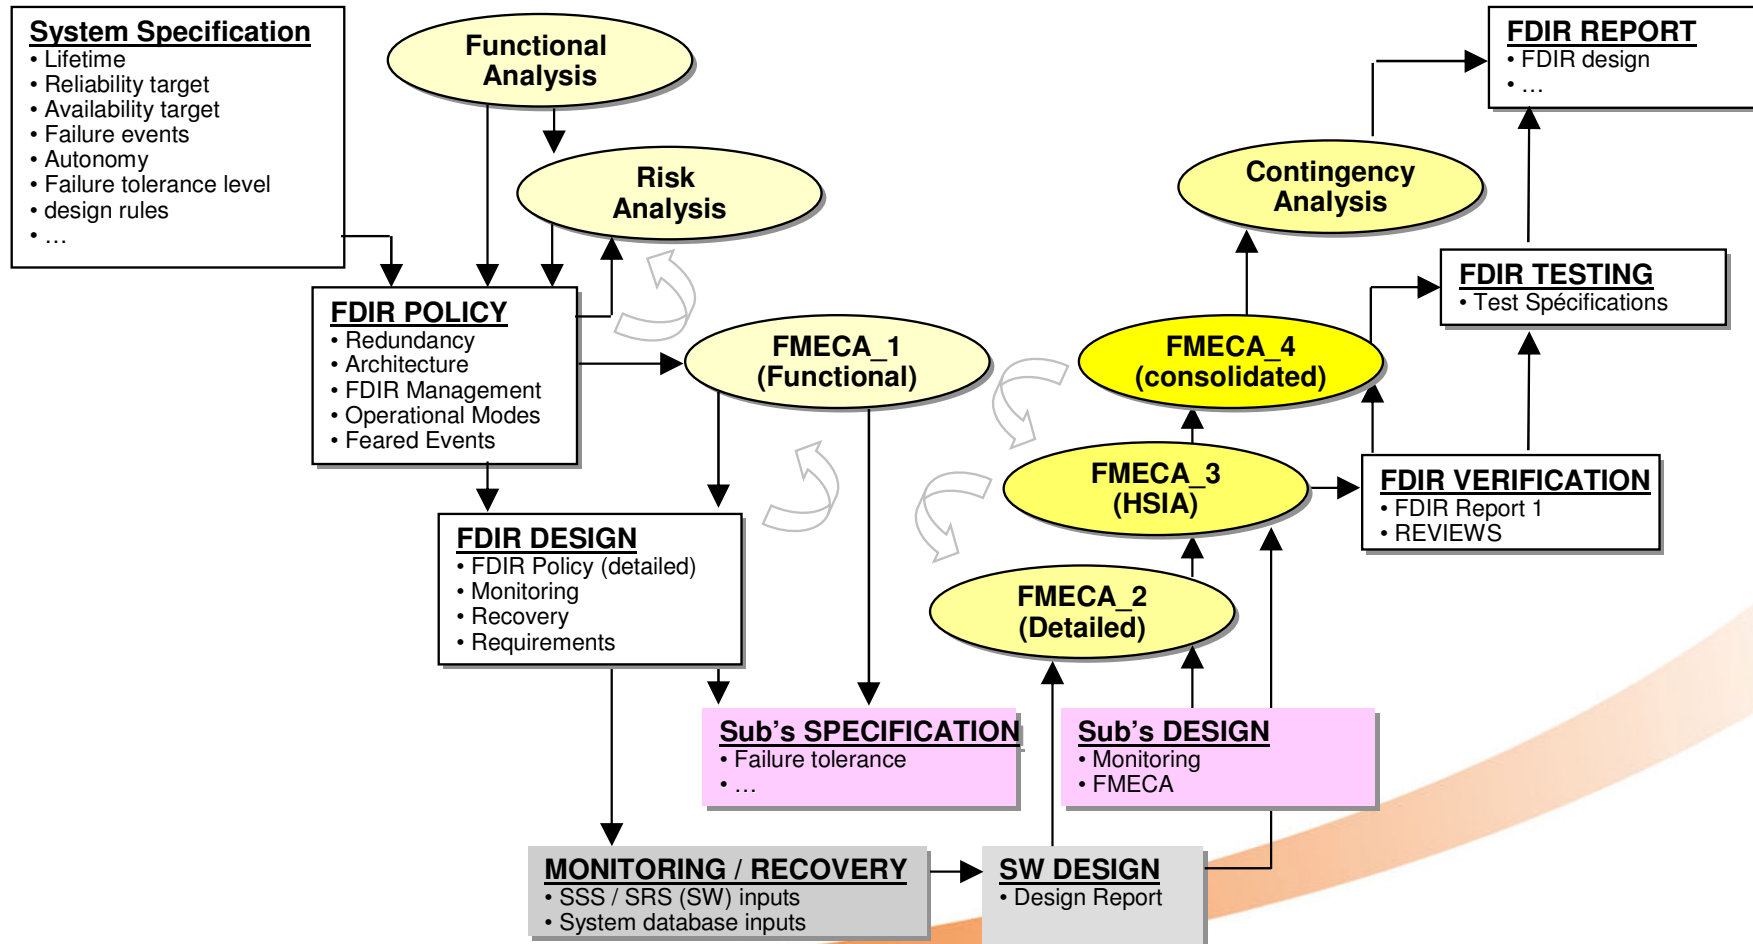 System Specification
• Lifetime
• Reliability target
• Availability target
• Failure events
• Autonomy
• Failure tolerance level
• design rules
• …
Functional
Analysis
Risk
Analysis
FDIR POLICY
• Redundancy
• Architecture
• FDIR Management
• Operational Modes
• Feared Events
FMECA_1
(Functional)
FDIR DESIGN
• FDIR Policy (detailed)
• Monitoring
• Recovery
• Requirements
Sub's SPECIFICATION
• Failure tolerance
• …
MONITORING / RECOVERY
• SSS / SRS (SW) inputs
• System database inputs
SW DESIGN
• Design Report
Sub's DESIGN
• Monitoring
• FMECA
FMECA_2
(Detailed)
FMECA_3
(HSIA)
FMECA_4
(consolidated)
FDIR VERIFICATION
• FDIR Report 1
• REVIEWS
FDIR TESTING
• Test Spécifications
Contingency
Analysis
FDIR REPORT
• FDIR design
• …